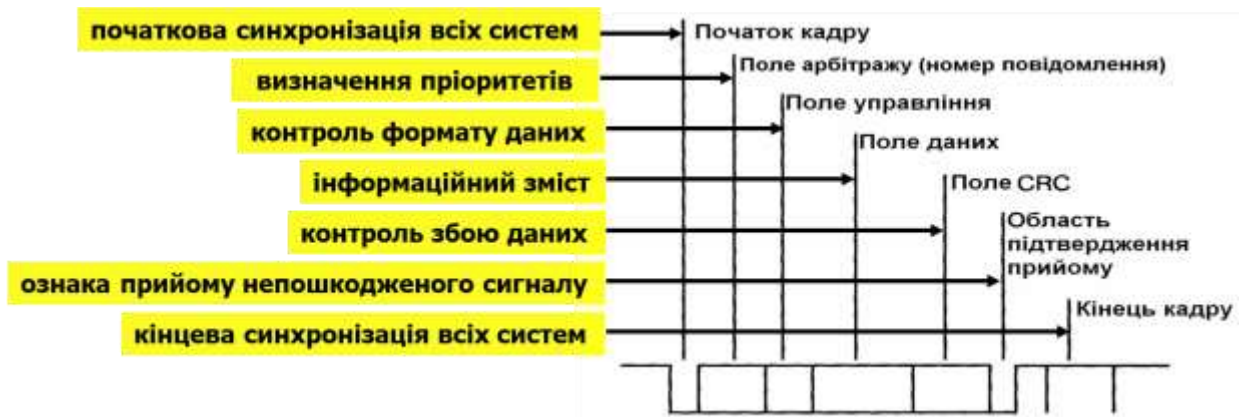 початкова синхронізація всіх систем
Початок кадру
визначення пріоритетів
Поле арбітражу (номер повідомлення)
контроль формату даних
Поле управління
інформаційний зміст
Поле даних
контроль збою даних
Поле CRC
ознака прийому непошкодженого сигналу
Область
підтвердження
прийому
кінцева синхронізація всіх систем
Кінець кадру